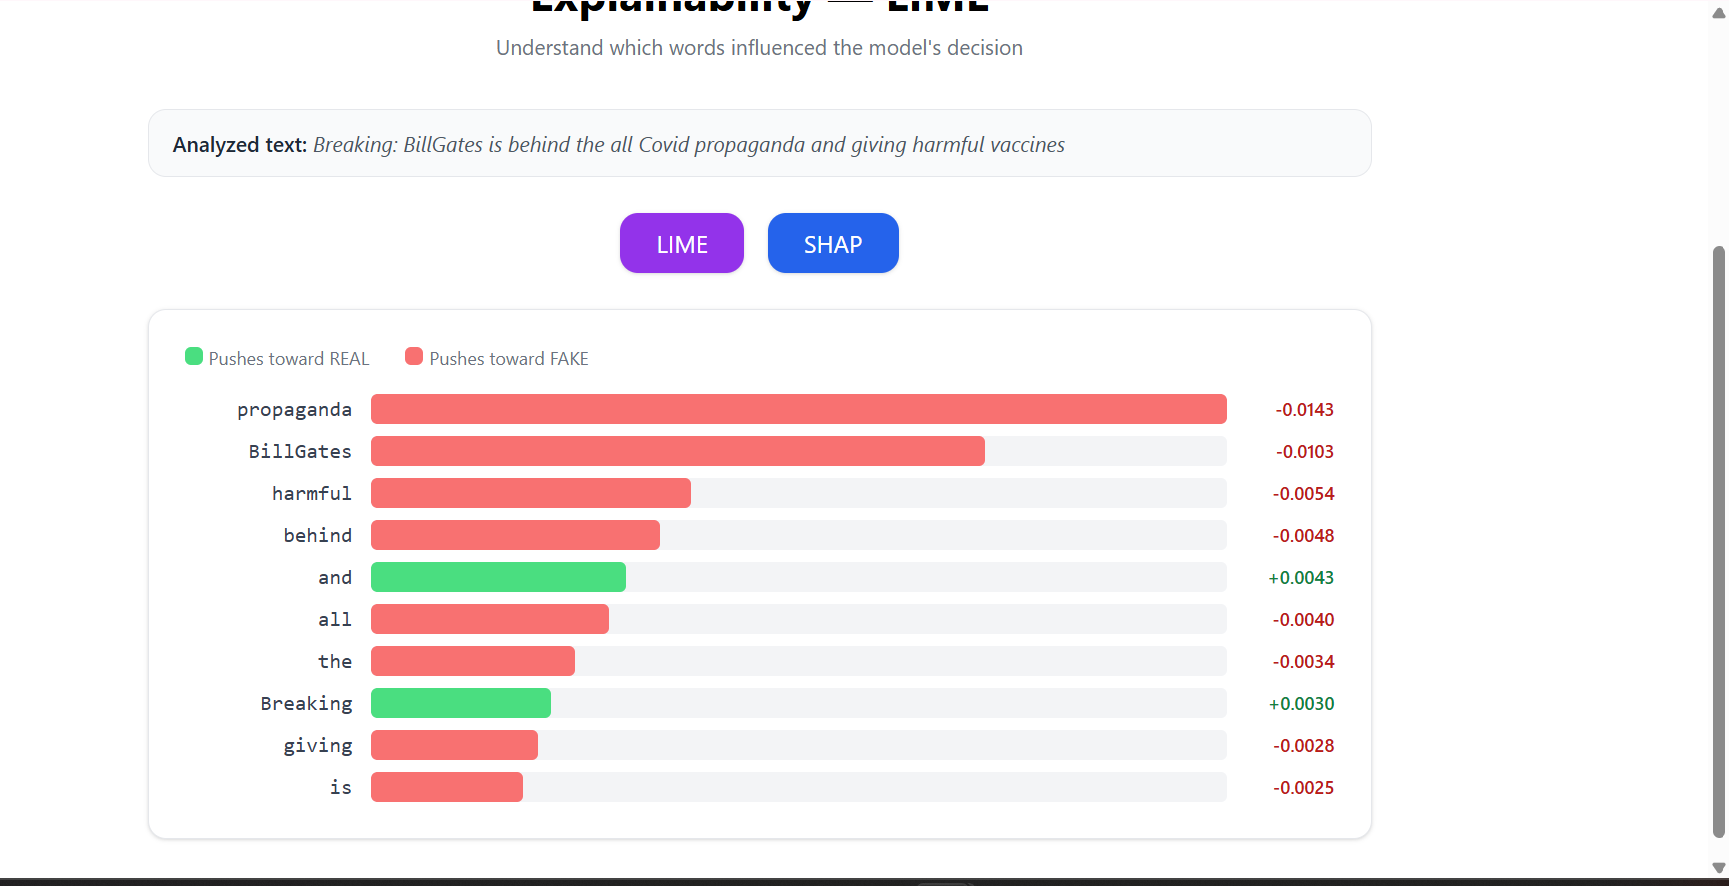 Explainability — LIME
Understand which words influenced the model's decision
Analyzed text: Breaking: BillGates is behind the all Covid propaganda and giving harmful vaccines
LIME
SHAP
Pushes toward REAL
Pushes toward FAKE
propaganda -0.0143
BillGates -0.0103
harmful -0.0054
behind -0.0048
and +0.0043
all -0.0040
the -0.0034
Breaking +0.0030
giving -0.0028
is -0.0025